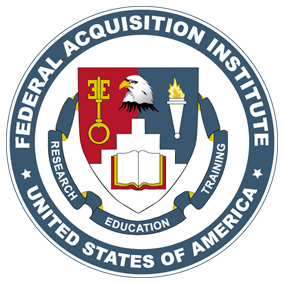 FEDERAL ACQUISITION INSTITUTE
RESEARCH
EDUCATION
TRAINING
UNITED STATES OF AMERICA